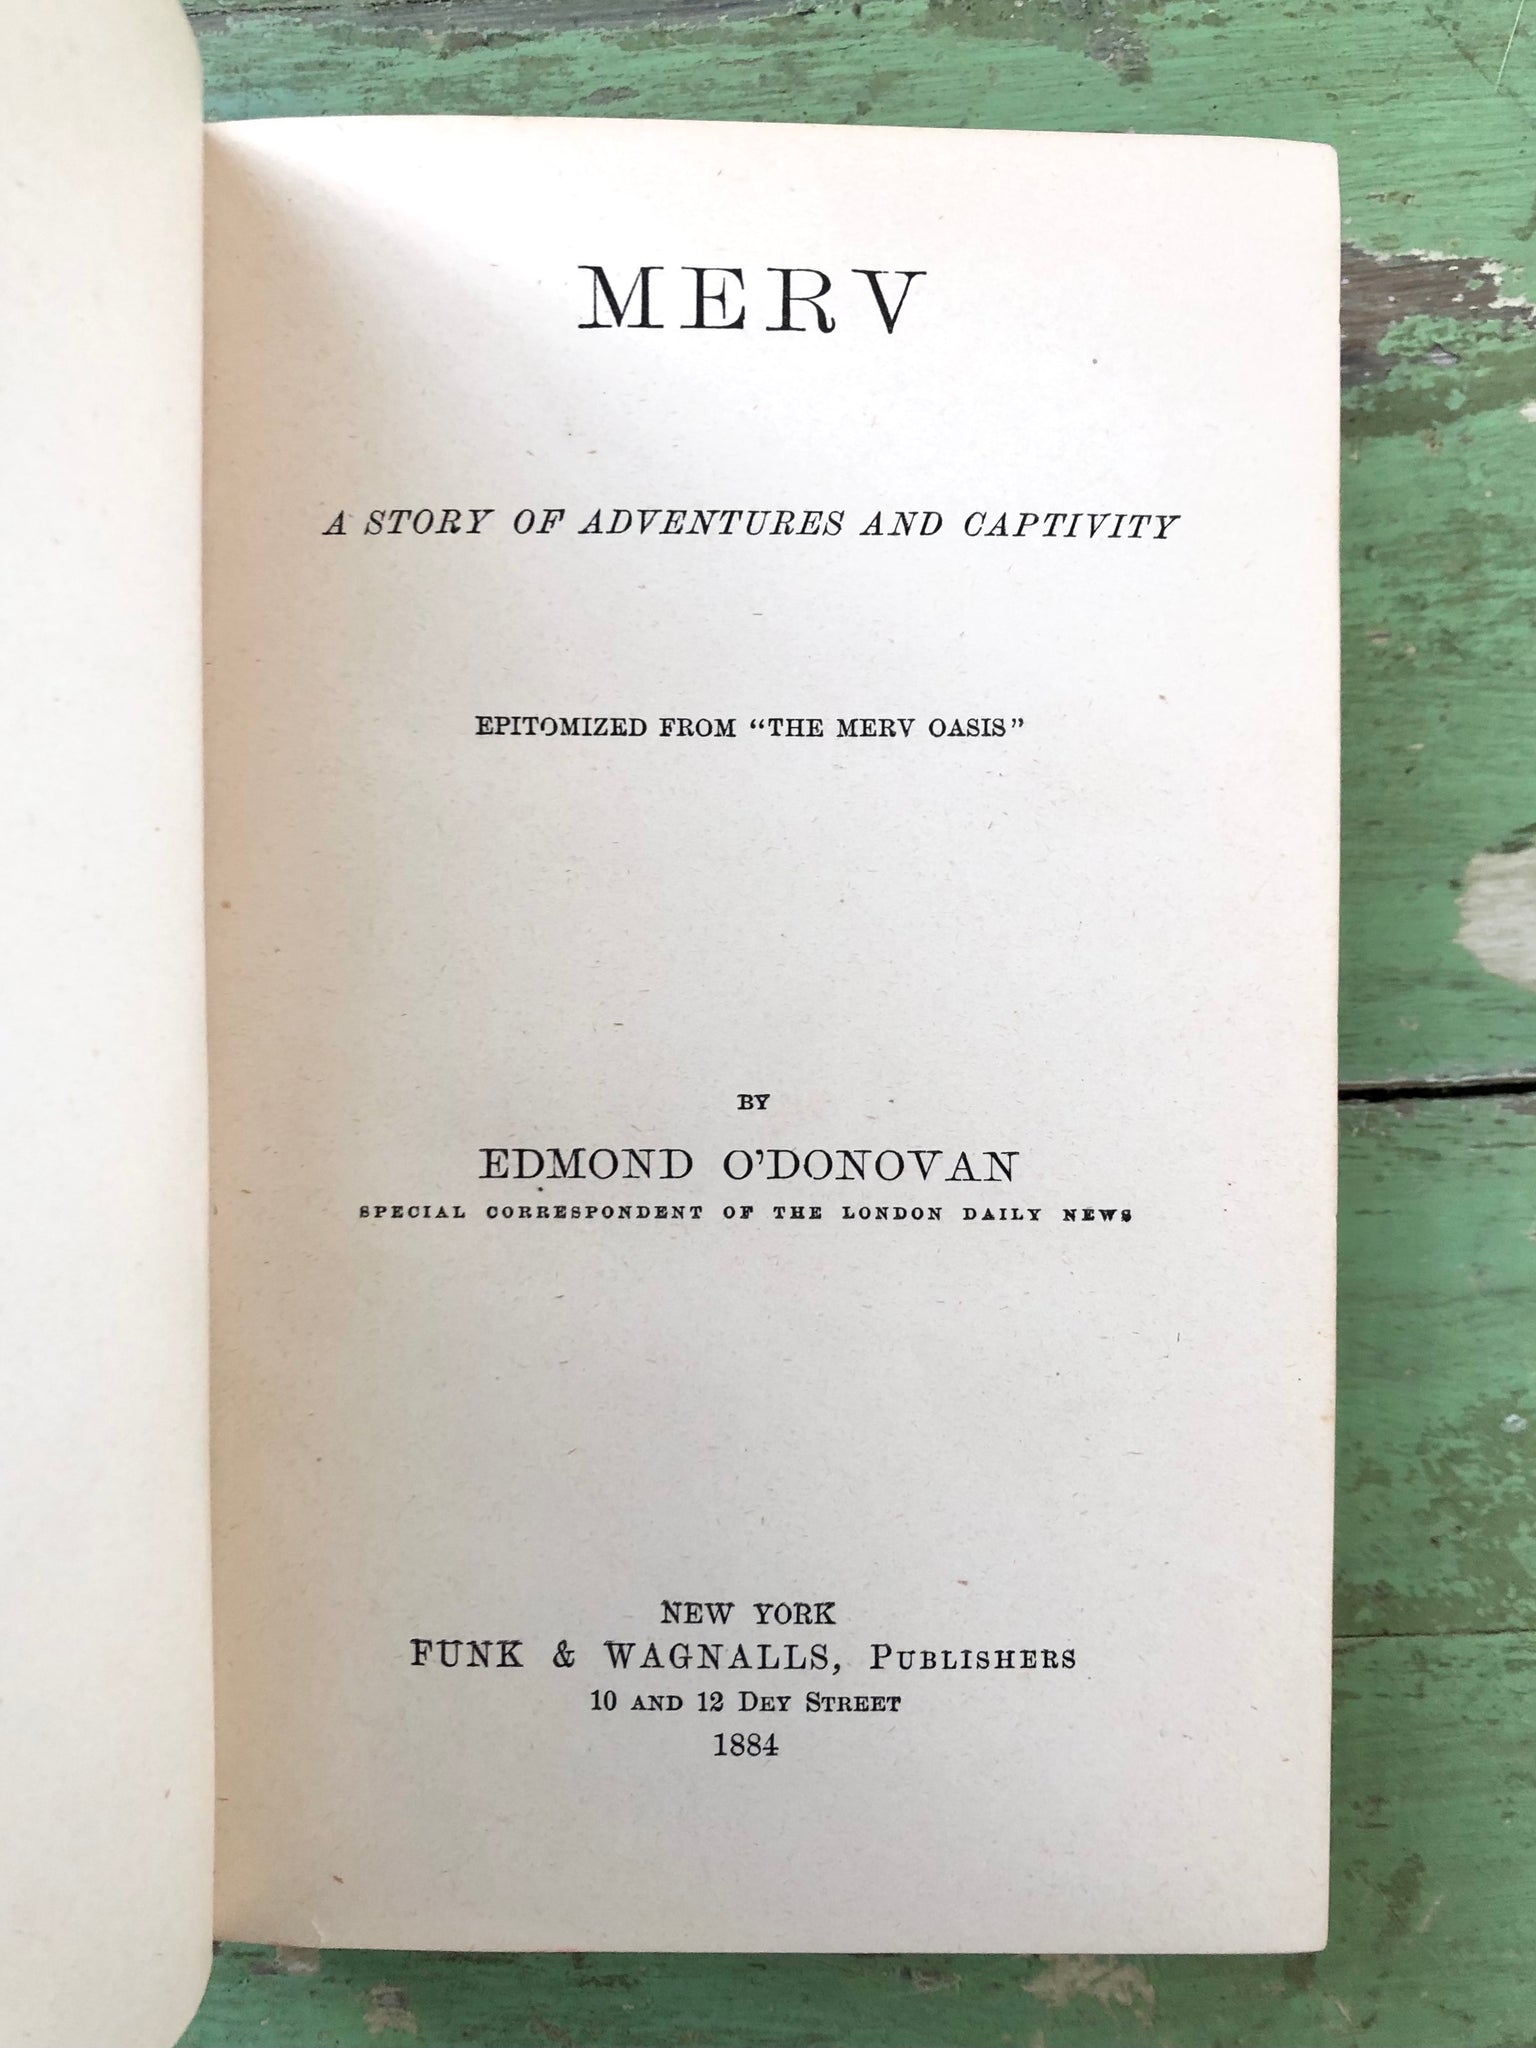 MERV
A STORY OF ADVENTURES AND CAPTIVITY
EPITOMIZED FROM “THE MERV OASIS”
BY
EDMOND O’DONOVAN
SPECIAL CORRESPONDENT OF THE LONDON DAILY NEWS
NEW YORK
FUNK & WAGNALLS, PUBLISHERS
10 AND 12 DEY STREET
1884